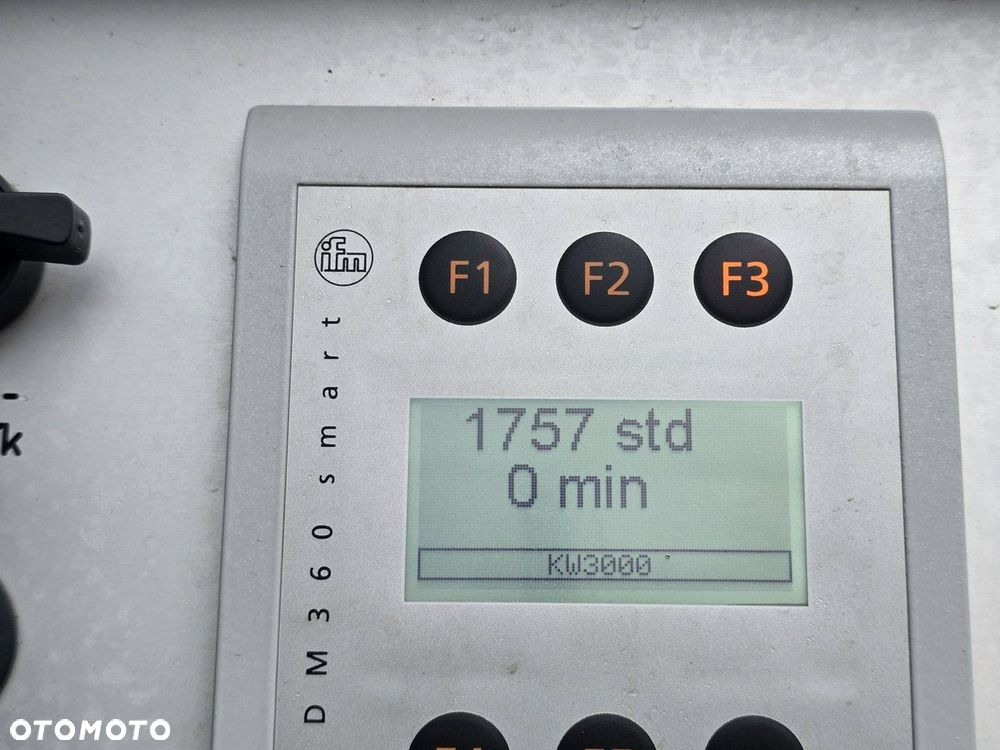 ifm
F1 F2 F3
DM360 smart
1757 std
0 min
KW3000
k
OTOMOTO